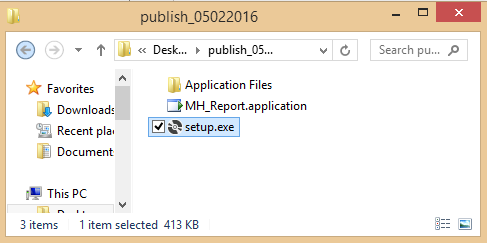 publish_05022016
« Desk... ▸ publish_05...
Search pu...
Favorites
Downloads
Recent plac
Document
This PC
Application Files
MH_Report.application
setup.exe
3 items 1 item selected 413 KB